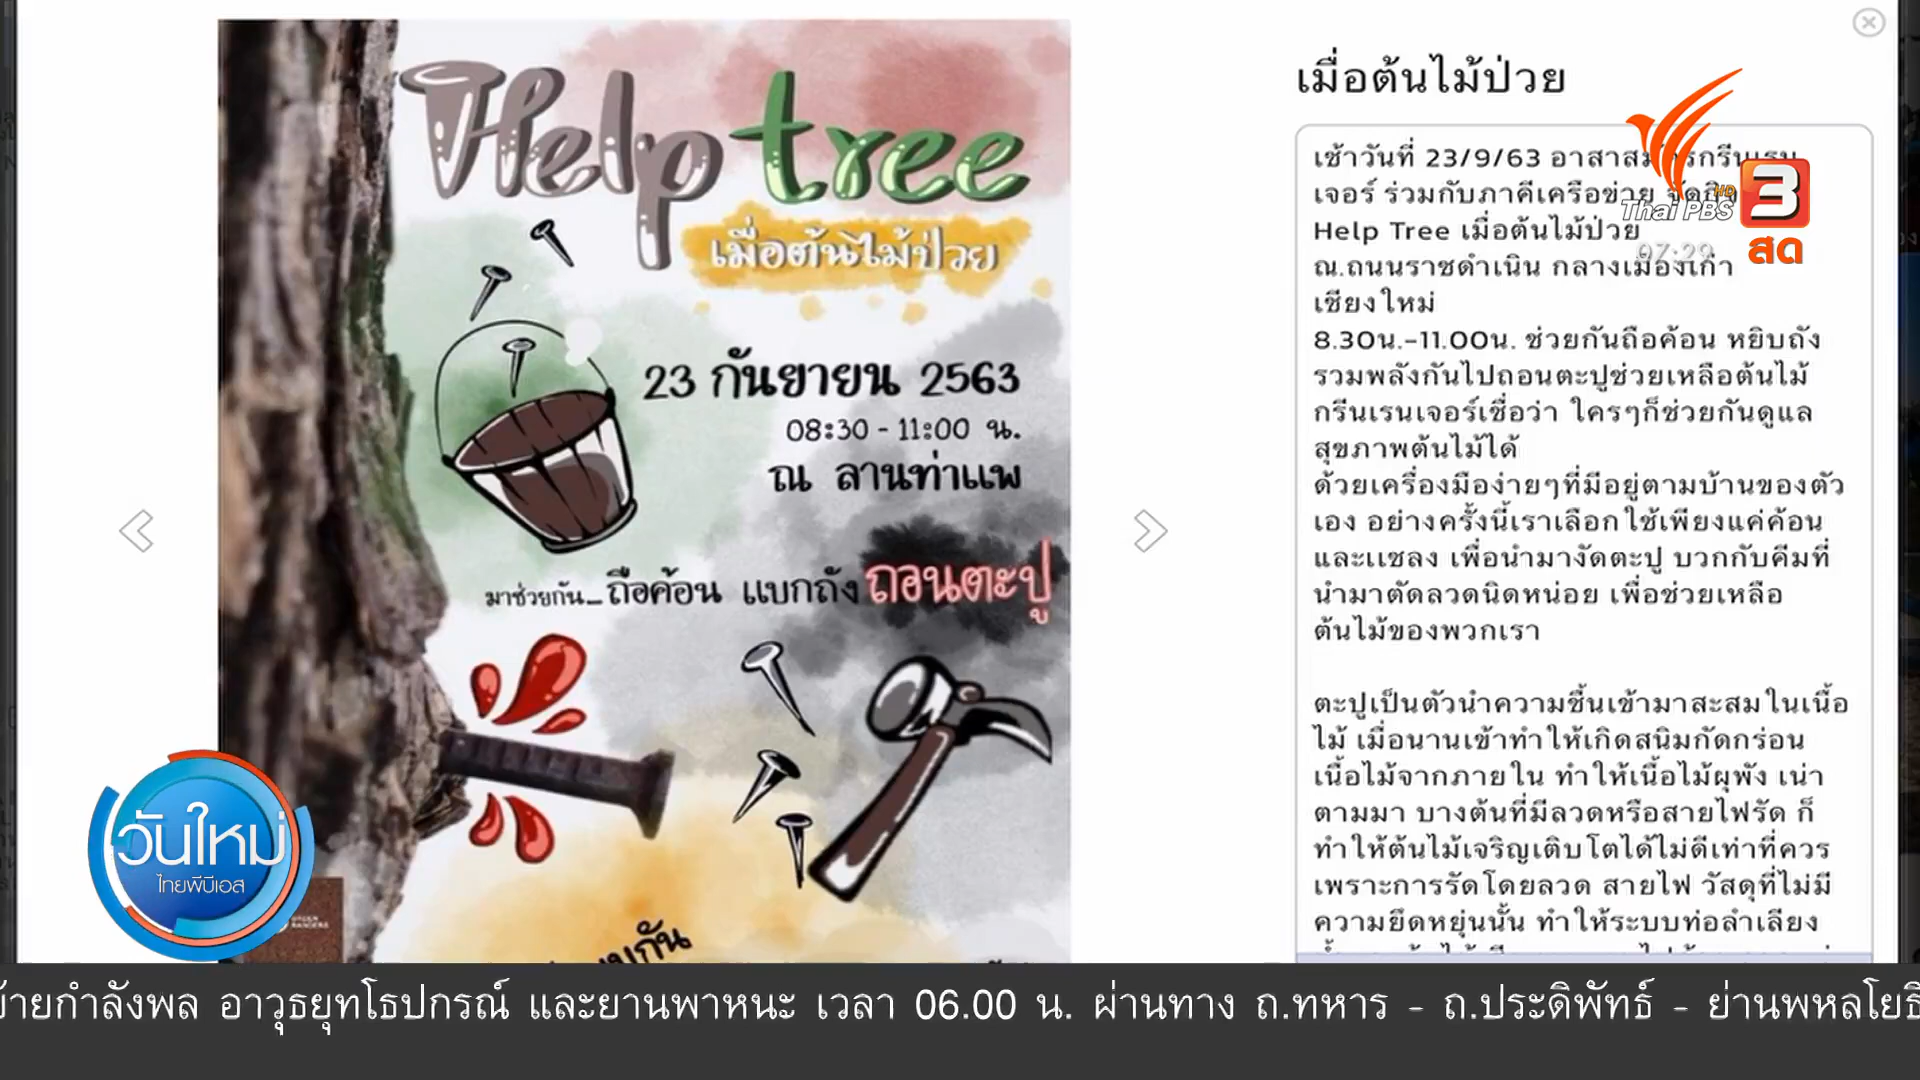 Help tree
เมื่อต้นไม้ป่วย
23 กันยายน 2563
08:30 - 11:00 น.
ณ ลานท่าแพ
มาช่วยกัน... ถือค้อน แบกถัง ถอนตะปู
เมื่อต้นไม้ป่วย
เช้าวันที่ 23/9/63 อาสาสมัครกรีนเรน
เจอร์ ร่วมกับภาคีเครือข่าย
Help Tree เมื่อต้นไม้ป่วย
ณ.ถนนราชดำเนิน กลางเมืองเก่า
เชียงใหม่
8.30น.-11.00น. ช่วยกันถือค้อน หยิบถัง
รวมพลังกันไปถอนตะปูช่วยเหลือต้นไม้
กรีนเรนเจอร์เชื่อว่า ใครๆก็ช่วยกันดูแล
สุขภาพต้นไม้ได้
ด้วยเครื่องมือง่ายๆที่มีอยู่ตามบ้านของตัว
เอง อย่างครั้งนี้เราเลือกใช้เพียงแค่ค้อน
และแชลง เพื่อนำมางัดตะปู บวกกับคีมที่
นำมาตัดลวดนิดหน่อย เพื่อช่วยเหลือ
ต้นไม้ของพวกเรา
ตะปูเป็นตัวนำความชื้นเข้ามาสะสมในเนื้อ
ไม้ เมื่อนานเข้าทำให้เกิดสนิมกัดกร่อน
เนื้อไม้จากภายใน ทำให้เนื้อไม้ผุพัง เน่า
ตามมา บางต้นที่มีลวดหรือสายไฟรัด ก็
ทำให้ต้นไม้เจริญเติบโตได้ไม่ดีเท่าที่ควร
เพราะการรัดโดยลวด สายไฟ วัสดุที่ไม่มี
ความยืดหยุ่นนั้น ทำให้ระบบท่อลำเลียง
Thai PBS HD 3
07:29 สด
วันใหม่
ไทยพีบีเอส
ย้ายกำลังพล อาวุธยุทโธปกรณ์ และยานพาหนะ เวลา 06.00 น. ผ่านทาง ถ.ทหาร - ถ.ประดิพัทธ์ - ย่านพหลโยธิ